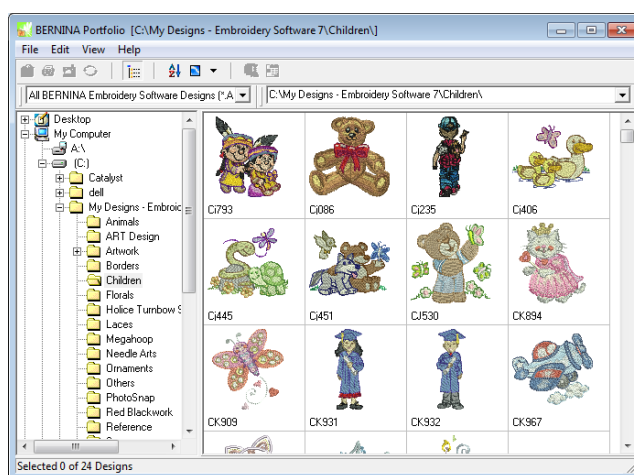 BERNINA Portfolio [C:\My Designs - Embroidery Software 7\Children\]
File Edit View Help
All BERNINA Embroidery Software Designs (*.A
C:\My Designs - Embroidery Software 7\Children\
Desktop
My Computer
A:\
(C:)
Catalyst
dell
My Designs - Embroic
Animals
ART Design
Artwork
Borders
Children
Florals
Holice Turnbow S
Laces
Megahoop
Needle Arts
Ornaments
Others
PhotoSnap
Red Blackwork
Reference
Cj793 Cj086 Cj235 Cj406
Cj445 Cj451 CJ530 CK894
CK909 CK931 CK932 CK967
Selected 0 of 24 Designs